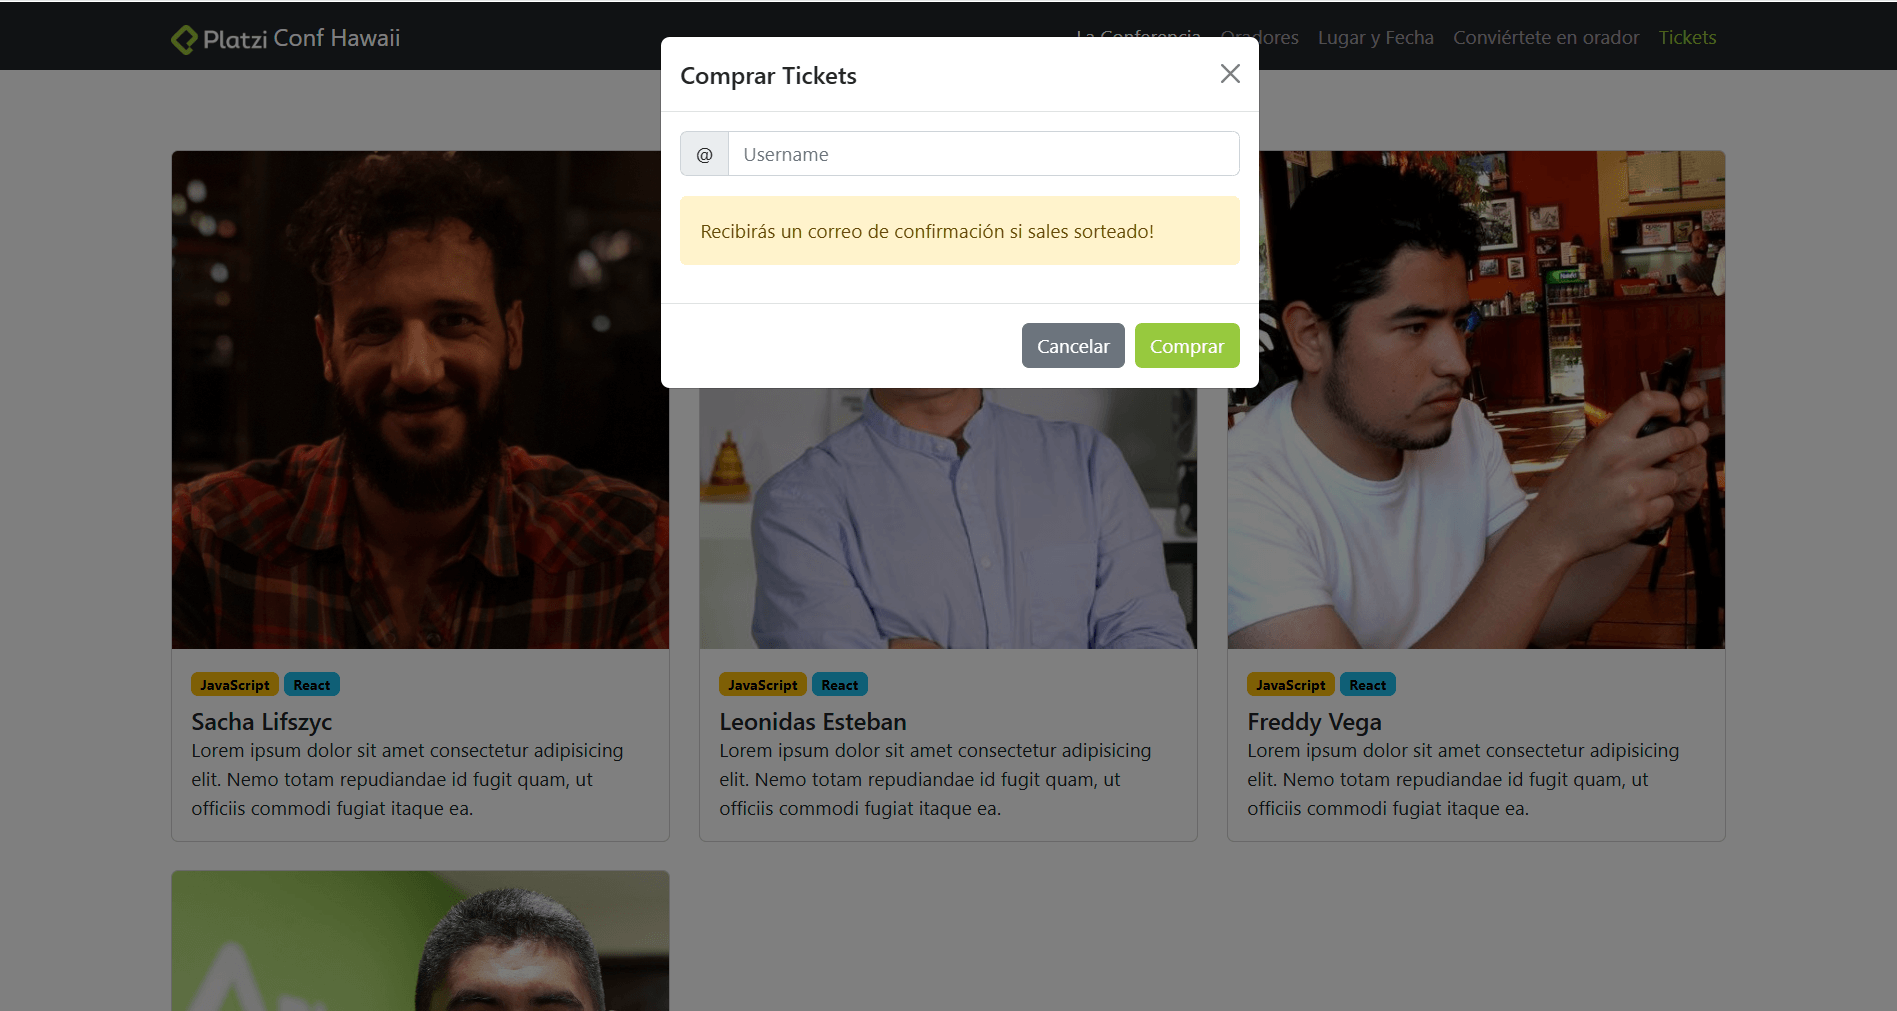 Platzi Conf Hawaii
La Conferencia
Oradores
Lugar y Fecha
Conviértete en orador
Tickets
Comprar Tickets
@
Username
Recibirás un correo de confirmación si sales sorteado!
Cancelar
Comprar
JavaScript
React
Sacha Lifszyc
Lorem ipsum dolor sit amet consectetur adipisicing
elit. Nemo totam repudiandae id fugit quam, ut
officiis commodi fugiat itaque ea.
JavaScript
React
Leonidas Esteban
Lorem ipsum dolor sit amet consectetur adipisicing
elit. Nemo totam repudiandae id fugit quam, ut
officiis commodi fugiat itaque ea.
JavaScript
React
Freddy Vega
Lorem ipsum dolor sit amet consectetur adipisicing
elit. Nemo totam repudiandae id fugit quam, ut
officiis commodi fugiat itaque ea.